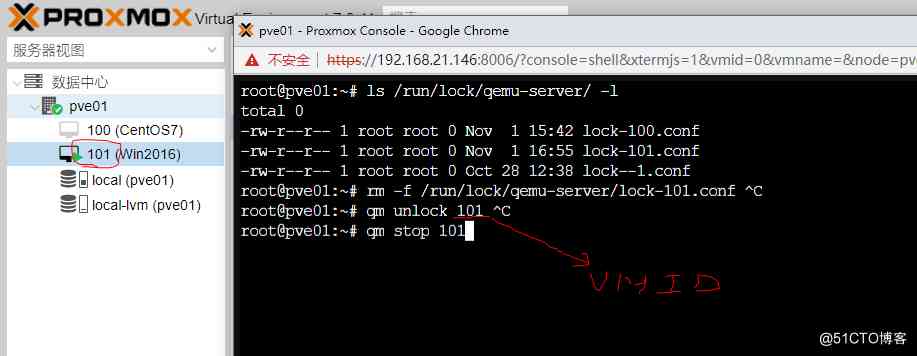 PROXMOX Virtual Environment
服务器视图
数据中心
pve01
100 (CentOS7)
101 (Win2016)
local (pve01)
local-lvm (pve01)
pve01 - Proxmox Console - Google Chrome
不安全 https://192.168.21.146:8006/?console=shell&xtermjs=1&vmid=0&vmname=&node=pv
root@pve01:~# ls /run/lock/qemu-server/ -l
total 0
-rw-r--r-- 1 root root 0 Nov  1 15:42 lock-100.conf
-rw-r--r-- 1 root root 0 Nov  1 16:55 lock-101.conf
-rw-r--r-- 1 root root 0 Oct 28 12:38 lock--1.conf
root@pve01:~# rm -f /run/lock/qemu-server/lock-101.conf ^C
root@pve01:~# qm unlock 101 ^C
root@pve01:~# qm stop 101
VMID
@51CTO博客